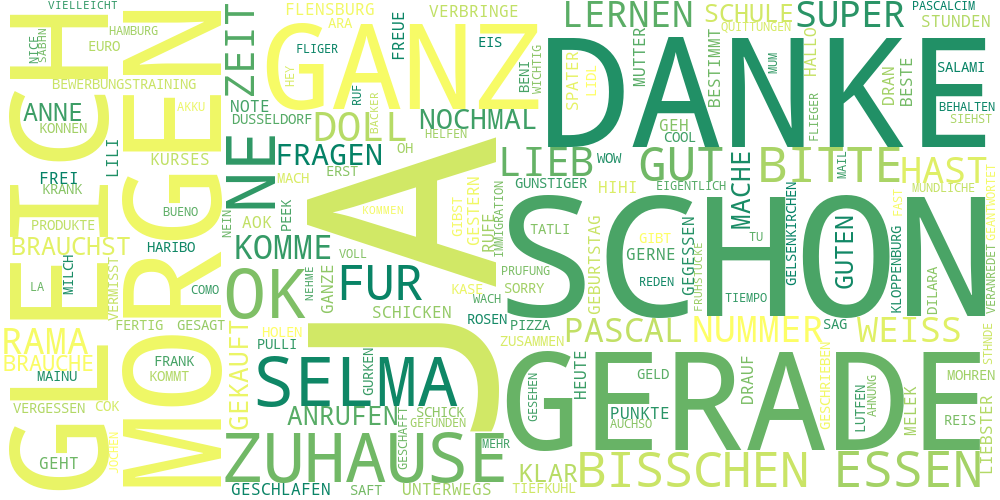 VIELLEICHT
FLENSBURG
VERBRINGE
LERNEN
SCHULE
SUPER
PASCALCIM
STUNDEN
QUITTUNGEN
HAMBURG
NICE
SABAHN
EURO
ZEIT
GANZ
ARA
FREUE
FLIGER
HEY
EIS
BENI
WICHTIG
SPATER
LIDL
MUTTER
BESTIMMT
HALLO
MUM
DANKE
DRAN
BESTE
SALAMI
BEHALTEN
SIEHST
BEWERBUNGSTRAINING
GLEICH
MORGEN
ANNE
KONNEN
AKKU
NOTE
DUSSELDORF
RUF
BACKER
DOLL
NOCHMAL
HELFEN
GEH
COOL
FLIEGER
LILI
KURSES
NE
FRAGEN
OH
ERST
MACH
LIEB
WOW
GUT
BITTE
MAIL
HAST
FREI
KRANK
JA
GUNSTIGER
HIHI
EIGENTLICH
MACHE
MUNDLICHE
BUENO
PRODUKTE
NEIN
AOK
PEEK
KOMMEN
GIBST
GESTERN
RUFF
IMMIGRATION
TATLI
GEBURTSTAG
SCHON
FAST
BEANTWORTET
BRAUCHST
HARIBO
KOMME
VOLL
GERNE
GIBT
GEGESSEN
FRUHSTUCKE
TU
GELSENKIRCHEN
GUTEN
KLOPPENBURG
DILARA
VERANREDET
MILCH
VERMISST
LA
COMO
OK
NEHME
GANZE
FUR
KASE
WACH
PRUFUNG
SORRY
REDEN
TIEMPO
SCHICKEN
ROSEN
PIZZA
FERTIG
GESAGT
RAMA
BRAUCHE
GEKAUFT
HOLEN
PULLI
ZUSAMMEN
PASCAL
NUMMER
SAG
WEISS
STHNDE
FRANK
MAINU
KOMMT
SELMA
GURKEN
HEUTE
GESEHEN
GERADE
GELD
DRAUF
GESCHRIEBEN
LUTFEN
AHNUNG
MELEK
MOHREN
REIS
LIEBSTER
VERGESSEN
COK
ANRUFEN
GESCHAFFT
SCHICK
GEFUNDEN
PUNKTE
AUCHSO
ZUHAUSE
MEHR
GEHT
KLAR
BISSCHEN
ESSEN
GESCHLAFEN
SAFT
UNTERWEGS
TIEFKUHL